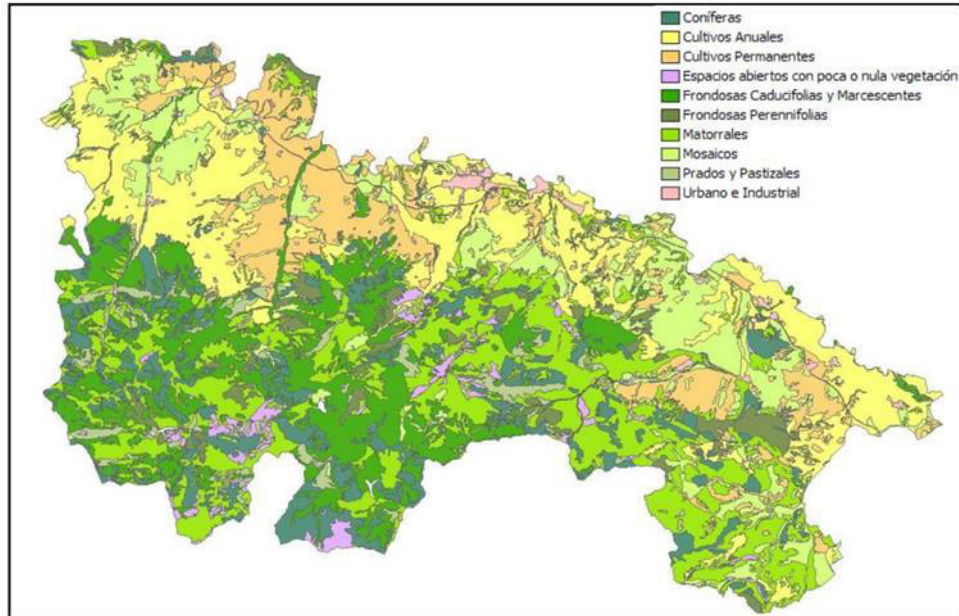 Coníferas
Cultivos Anuales
Cultivos Permanentes
Espacios abiertos con poca o nula vegetación
Frondosas Caducifolias y Marcescentes
Frondosas Perennifolias
Matorrales
Mosaicos
Prados y Pastizales
Urbano e Industrial